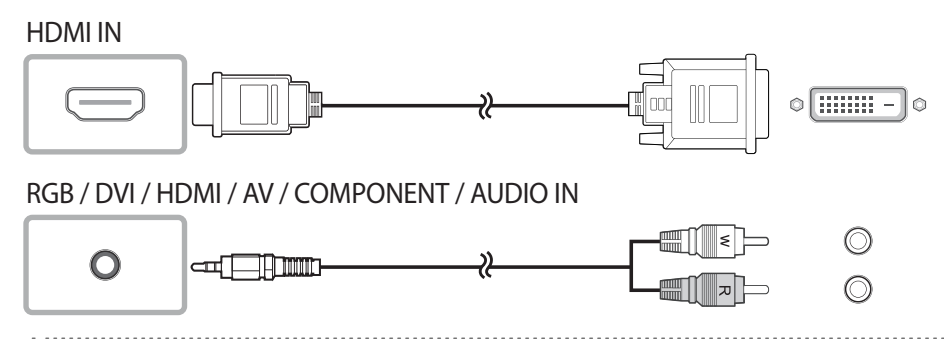 HDMI IN
RGB / DVI / HDMI / AV / COMPONENT / AUDIO IN
W
R